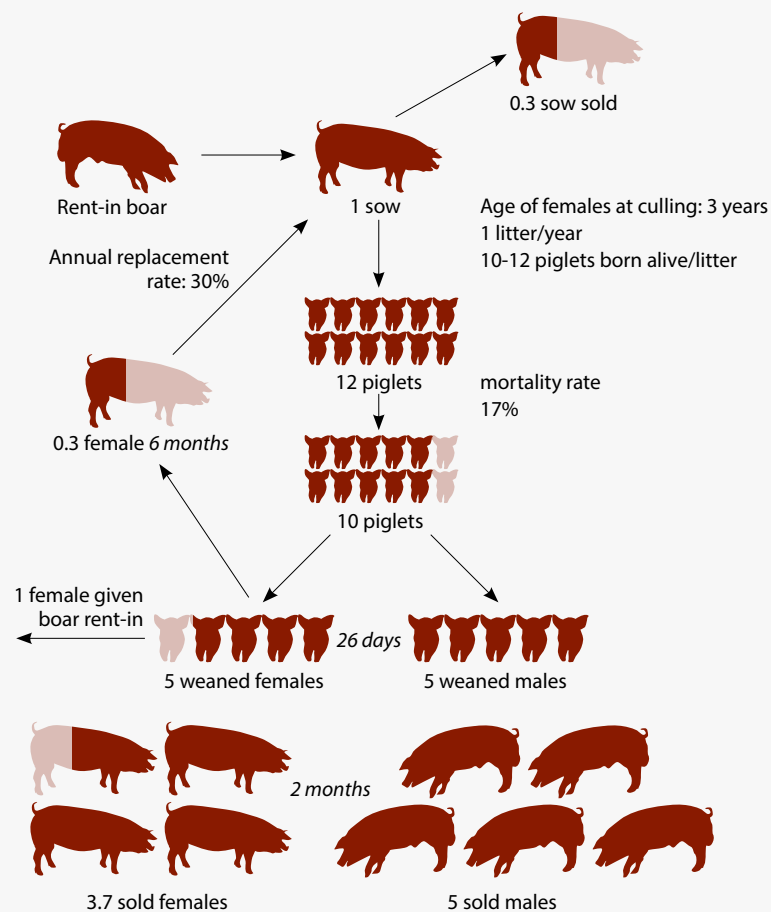 0.3 sow sold
Rent-in boar
1 sow
Age of females at culling: 3 years
1 litter/year
10-12 piglets born alive/litter
Annual replacement
rate: 30%
12 piglets
mortality rate
17%
0.3 female 6 months
10 piglets
1 female given
boar rent-in
26 days
5 weaned females
5 weaned males
2 months
3.7 sold females
5 sold males